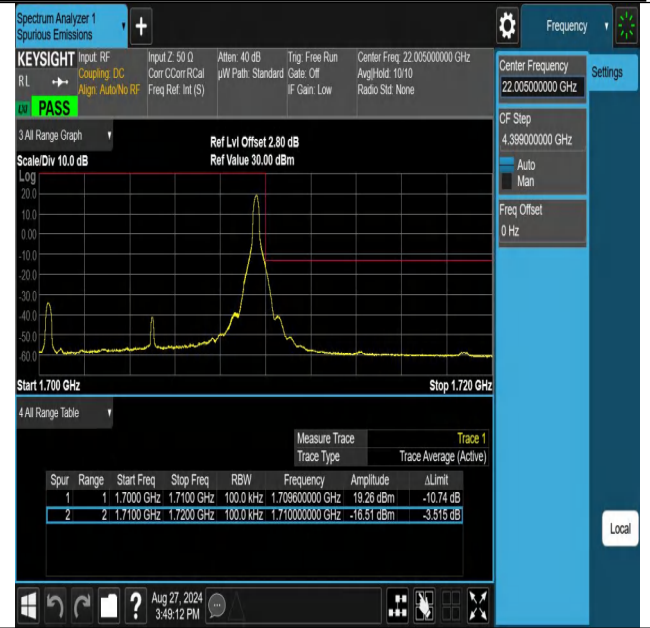 Spectrum Analyzer 1
Spurious Emissions
Frequency
KEYSIGHT Input: RF
RL
Coupling: DC
Align: Auto/No RF
Input Z: 50 Ω
Corr CCorr RCal
Freq Ref: Int (S)
Atten: 40 dB
µW Path: Standard
Trig: Free Run
Gate: Off
IF Gain: Low
Center Freq: 22.005000000 GHz
Avg|Hold: 10/10
Radio Std: None
PASS
Center Frequency
22.005000000 GHz
Settings
CF Step
4.399000000 GHz
Auto
Man
Freq Offset
0 Hz
3 All Range Graph
Scale/Div 10.0 dB
Ref Lvl Offset 2.80 dB
Ref Value 30.00 dBm
Log
20.0
10.0
0.00
-10.0
-20.0
-30.0
-40.0
-50.0
-60.0
Start 1.700 GHz
Stop 1.720 GHz
4 All Range Table
Measure Trace Trace 1
Trace Type Trace Average (Active)
Spur Range Start Freq Stop Freq RBW Frequency Amplitude ΔLimit
1 1 1.7000 GHz 1.7100 GHz 100.0 kHz 1.709600000 GHz 19.26 dBm -10.74 dB
2 2 1.7100 GHz 1.7200 GHz 100.0 kHz 1.710000000 GHz -16.51 dBm -3.515 dB
Local
Aug 27, 2024
3:49:12 PM